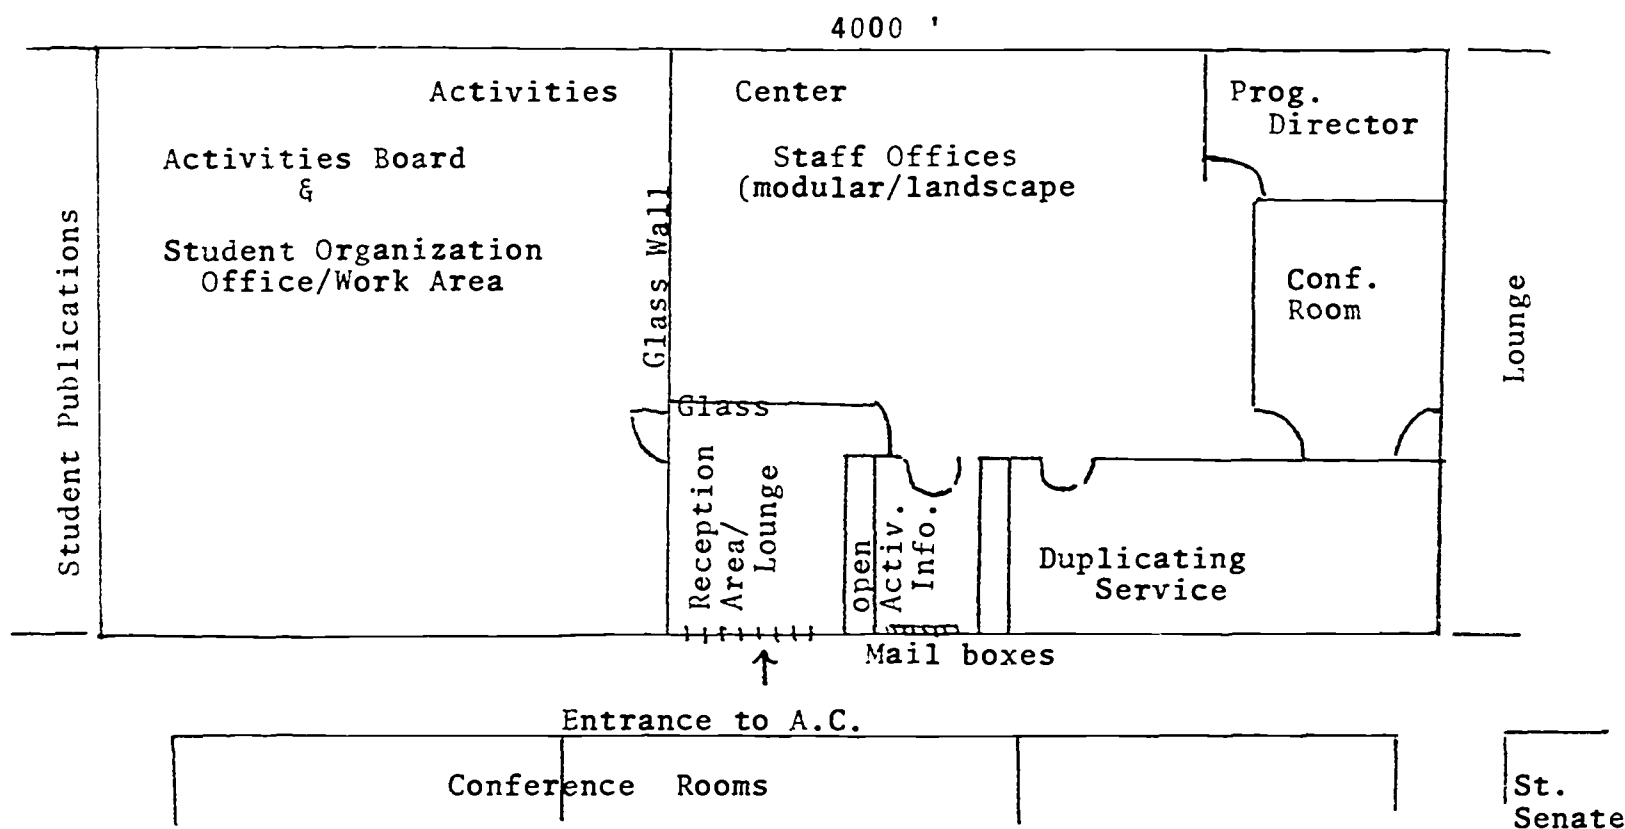 4000 '
Activities Center
Prog.
Director
Activities Board
&
Student Organization
Office/Work Area
Staff Offices
(modular/landscape
Student Publications
Glass Wall
Conf.
Room
Lounge
Glass
Reception
Area/
Lounge
open
Activ.
Info.
Duplicating
Service
Mail boxes
Entrance to A.C.
Conference Rooms
St.
Senate